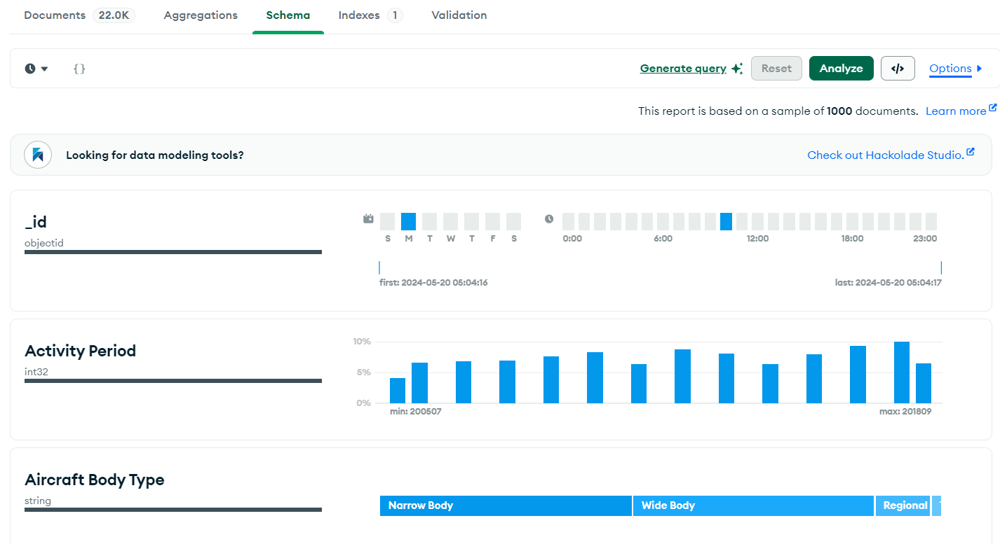 Documents 22.0K Aggregations Schema Indexes 1 Validation
{} Generate query Reset Analyze </> Options
This report is based on a sample of 1000 documents. Learn more
Looking for data modeling tools? Check out Hackolade Studio.
_id
objectid
S M T W T F S 0:00 6:00 12:00 18:00 23:00
first: 2024-05-20 05:04:16 last: 2024-05-20 05:04:17
Activity Period
int32
10%
5%
0%
min: 200507 max: 201809
Aircraft Body Type
string
Narrow Body Wide Body Regional